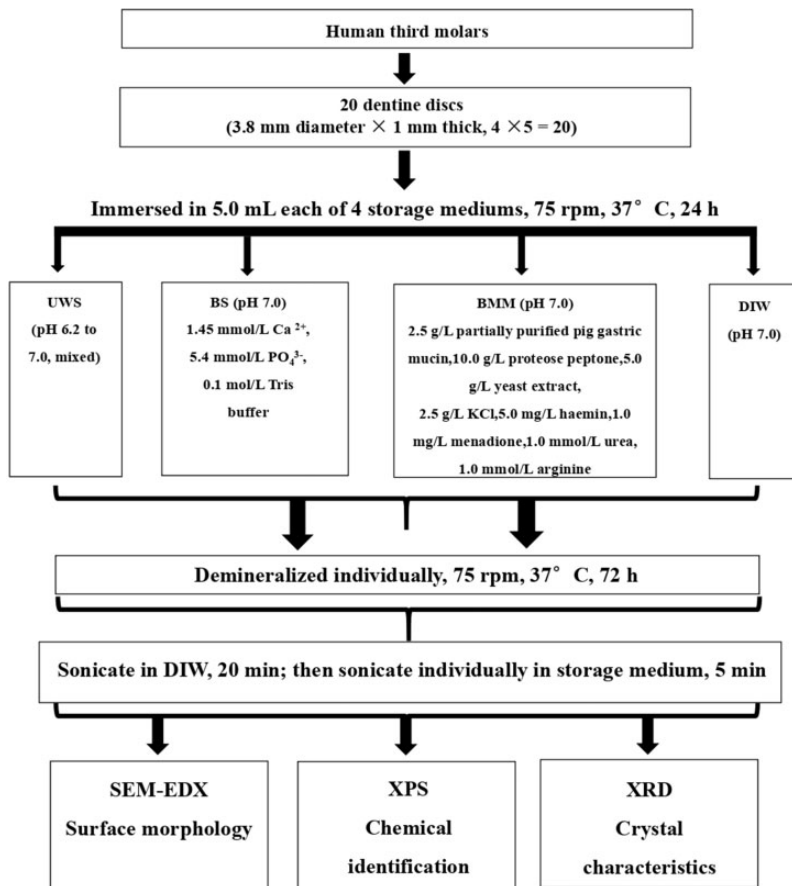 Human third molars
20 dentine discs
(3.8 mm diameter × 1 mm thick, 4 ×5 = 20)
Immersed in 5.0 mL each of 4 storage mediums, 75 rpm, 37° C, 24 h
UWS
(pH 6.2 to
7.0, mixed)
BS (pH 7.0)
1.45 mmol/L Ca ²⁺,
5.4 mmol/L PO₄³⁻,
0.1 mol/L Tris
buffer
BMM (pH 7.0)
2.5 g/L partially purified pig gastric
mucin,10.0 g/L proteose peptone,5.0
g/L yeast extract,
2.5 g/L KCl,5.0 mg/L haemin,1.0
mg/L menadione,1.0 mmol/L urea,
1.0 mmol/L arginine
DIW
(pH 7.0)
Demineralized individually, 75 rpm, 37° C, 72 h
Sonicate in DIW, 20 min; then sonicate individually in storage medium, 5 min
SEM-EDX
Surface morphology
XPS
Chemical
identification
XRD
Crystal
characteristics